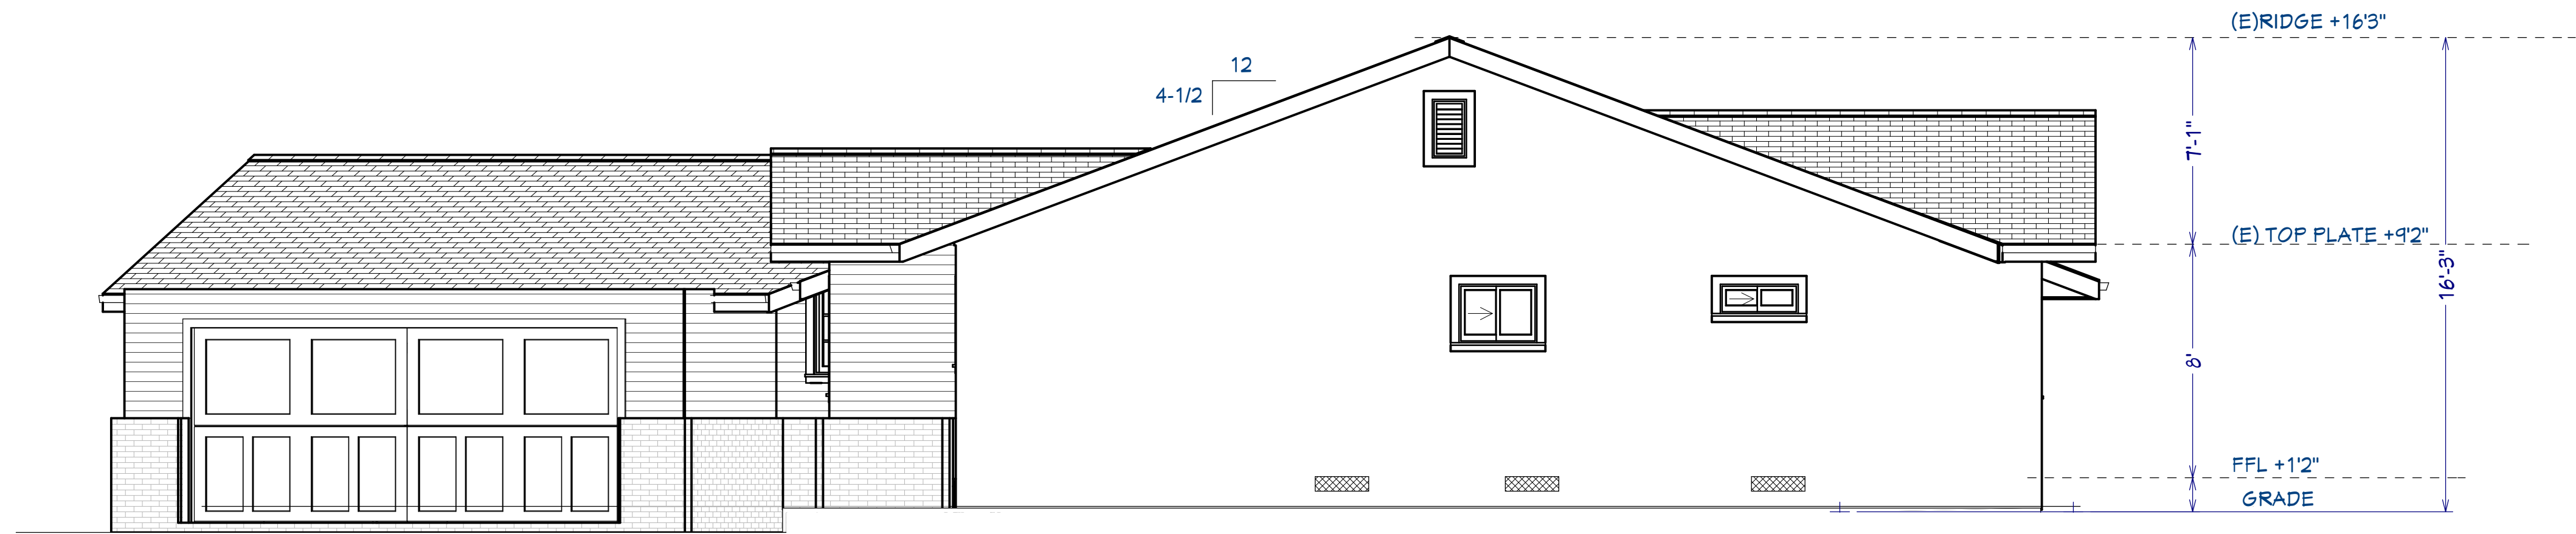 (E)RIDGE +16'3"
12
4-1/2
7'-1"
(E) TOP PLATE +9'2"
16'-3"
8'
FFL +1'2"
GRADE